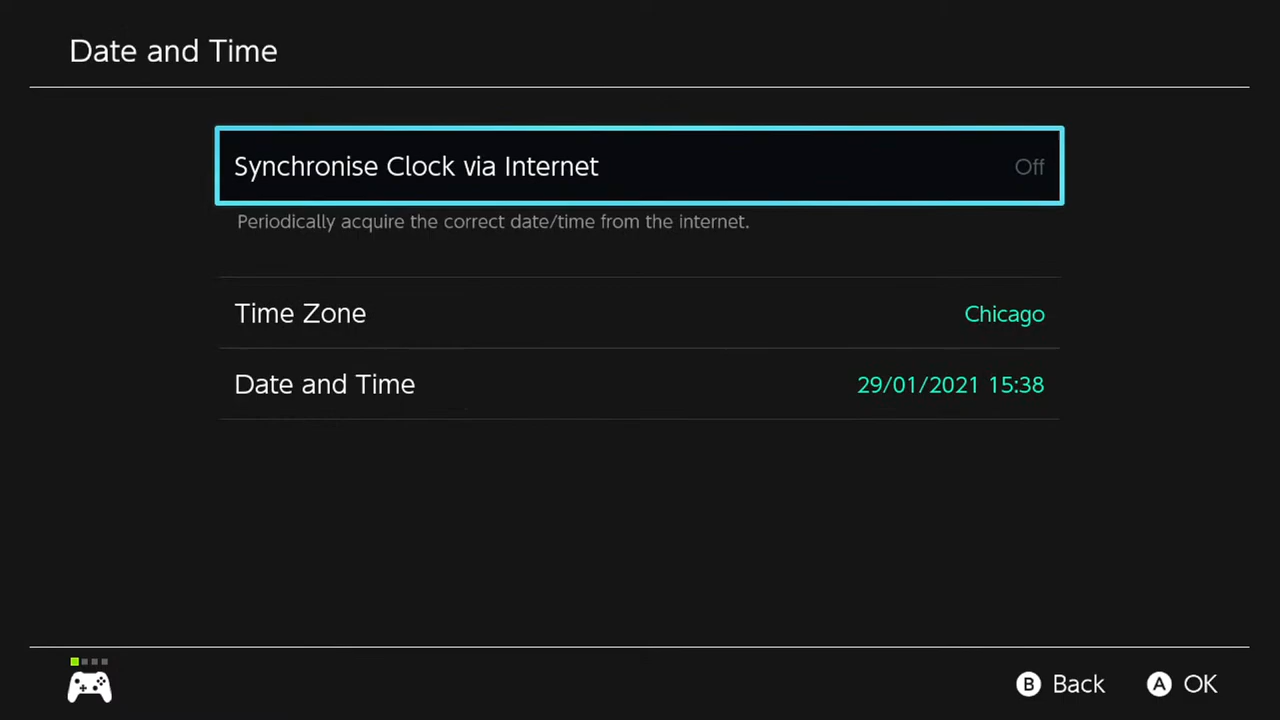 Date and Time
Synchronise Clock via Internet Off
Periodically acquire the correct date/time from the internet.
Time Zone Chicago
Date and Time 29/01/2021 15:38
B Back A OK